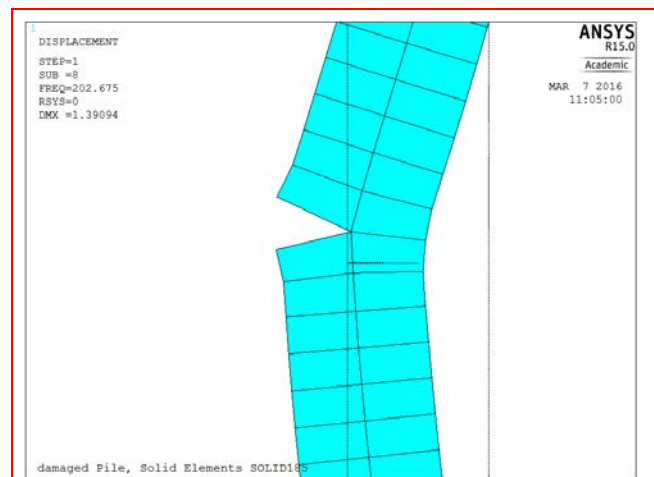 1
DISPLACEMENT
STEP=1
SUB =8
FREQ=202.675
RSYS=0
DMX =1.39094
ANSYS
R15.0
Academic
MAR  7 2016
11:05:00
damaged Pile, Solid Elements SOLID185